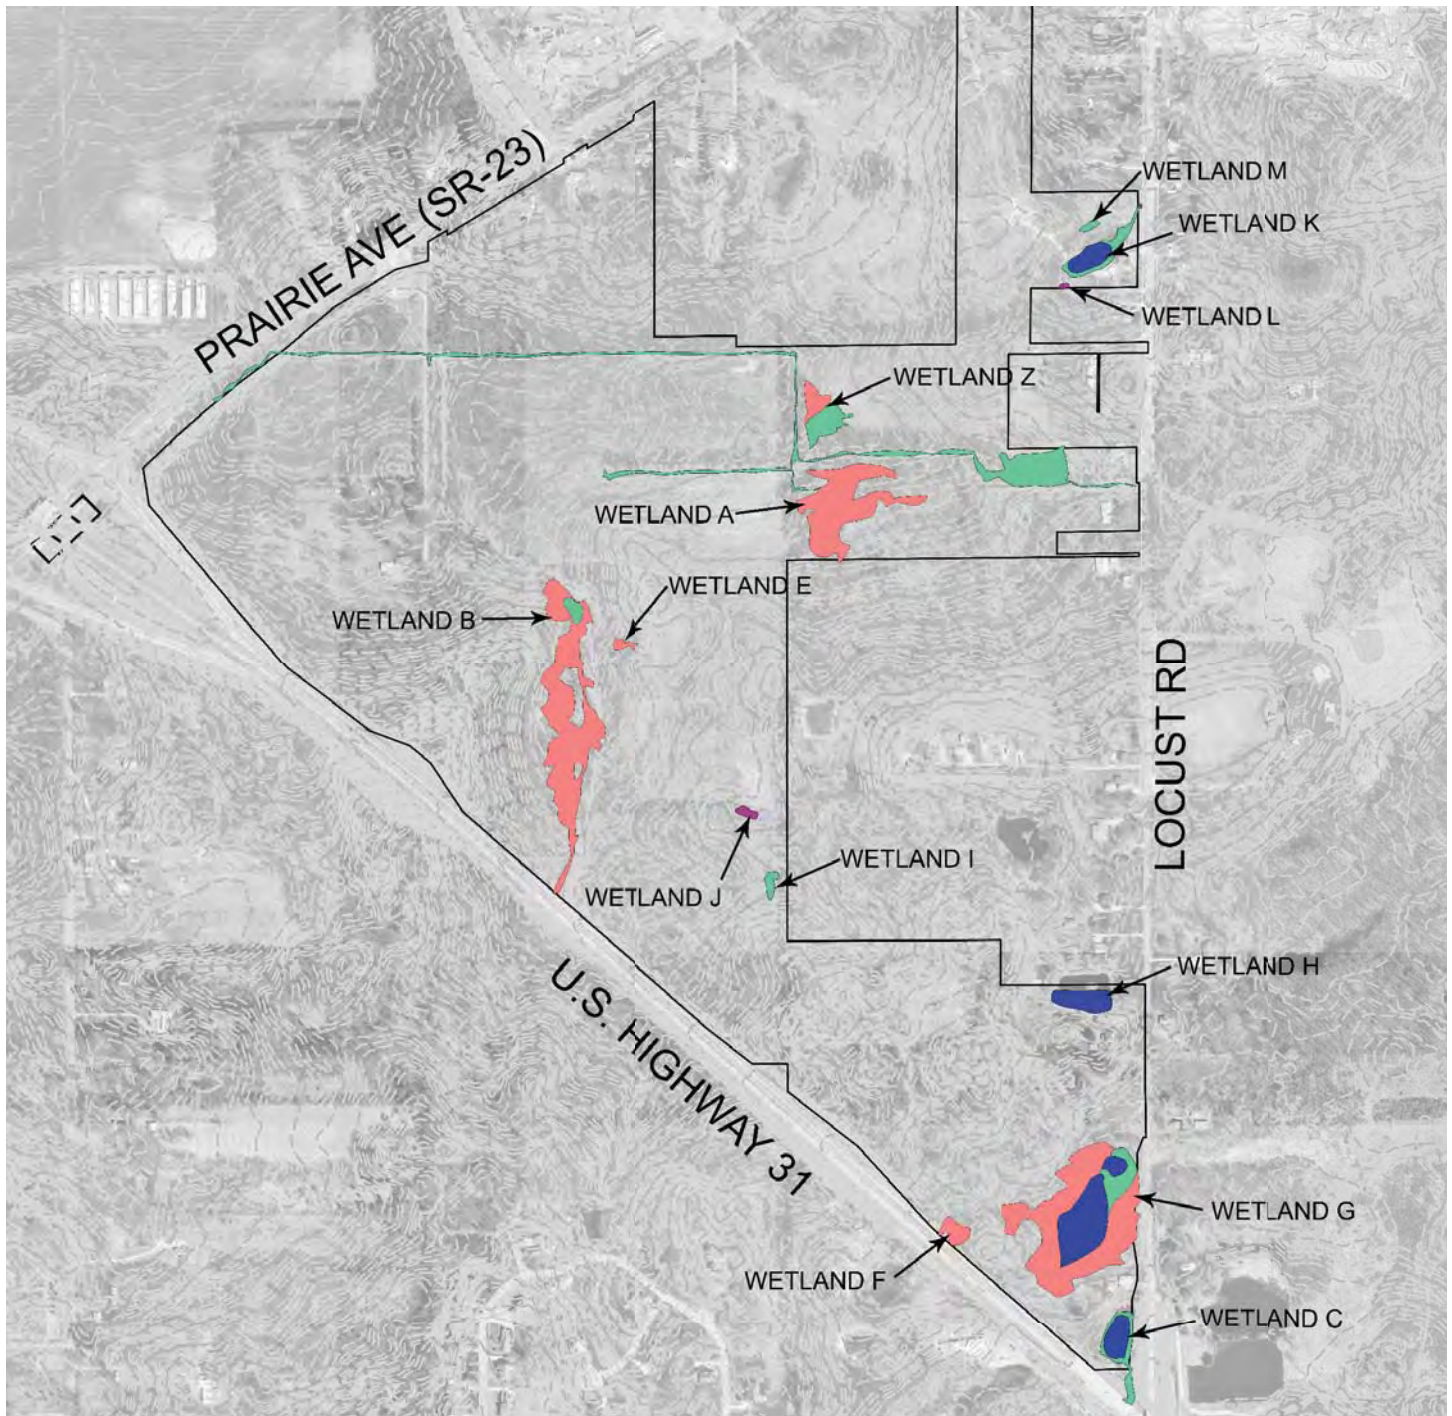 WETLAND M
PRAIRIE AVE (SR-23)
WETLAND K
WETLAND L
WETLAND Z
WETLAND A
WETLAND E
WETLAND B
LOCUST RD
WETLAND I
WETLAND J
WETLAND H
U.S. HIGHWAY 31
WETLAND G
WETLAND F
WETLAND C